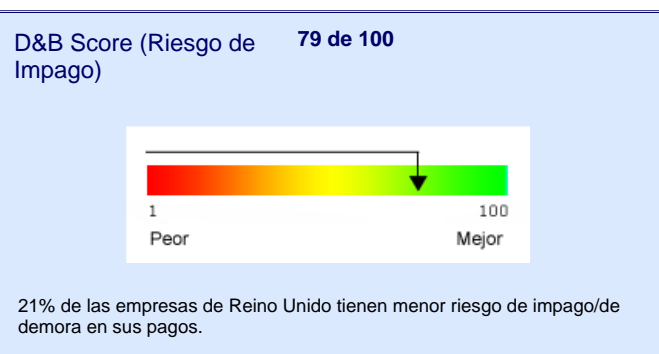 D&B Score (Riesgo de Impago) 79 de 100
1 100
Peor Mejor
21% de las empresas de Reino Unido tienen menor riesgo de impago/de
demora en sus pagos.